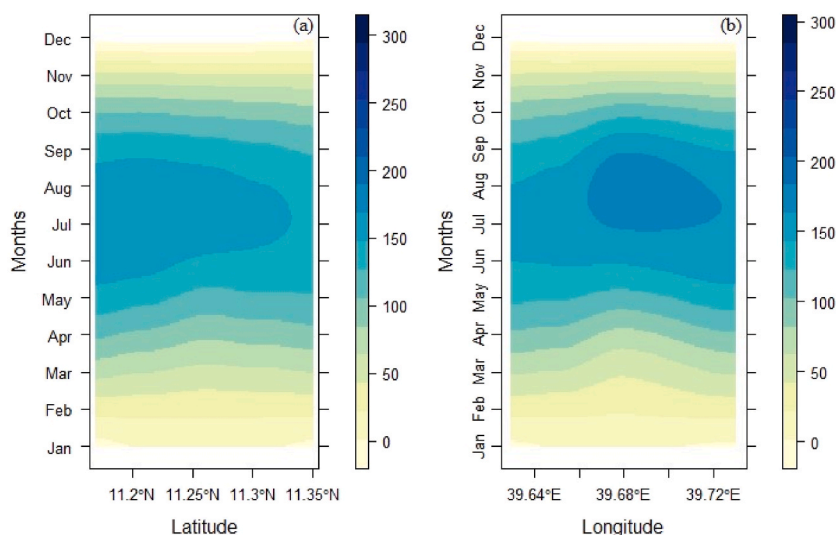 (a)
Dec
Nov
Oct
Sep
Aug
Jul
Jun
May
Apr
Mar
Feb
Jan
Months
11.2°N 11.25°N 11.3°N 11.35°N
Latitude
300
250
200
150
100
50
0
(b)
Dec
Nov
Oct
Sep
Aug
Jul
Jun
May
Apr
Mar
Feb
Jan
Months
39.64°E 39.68°E 39.72°E
Longitude
300
250
200
150
100
50
0